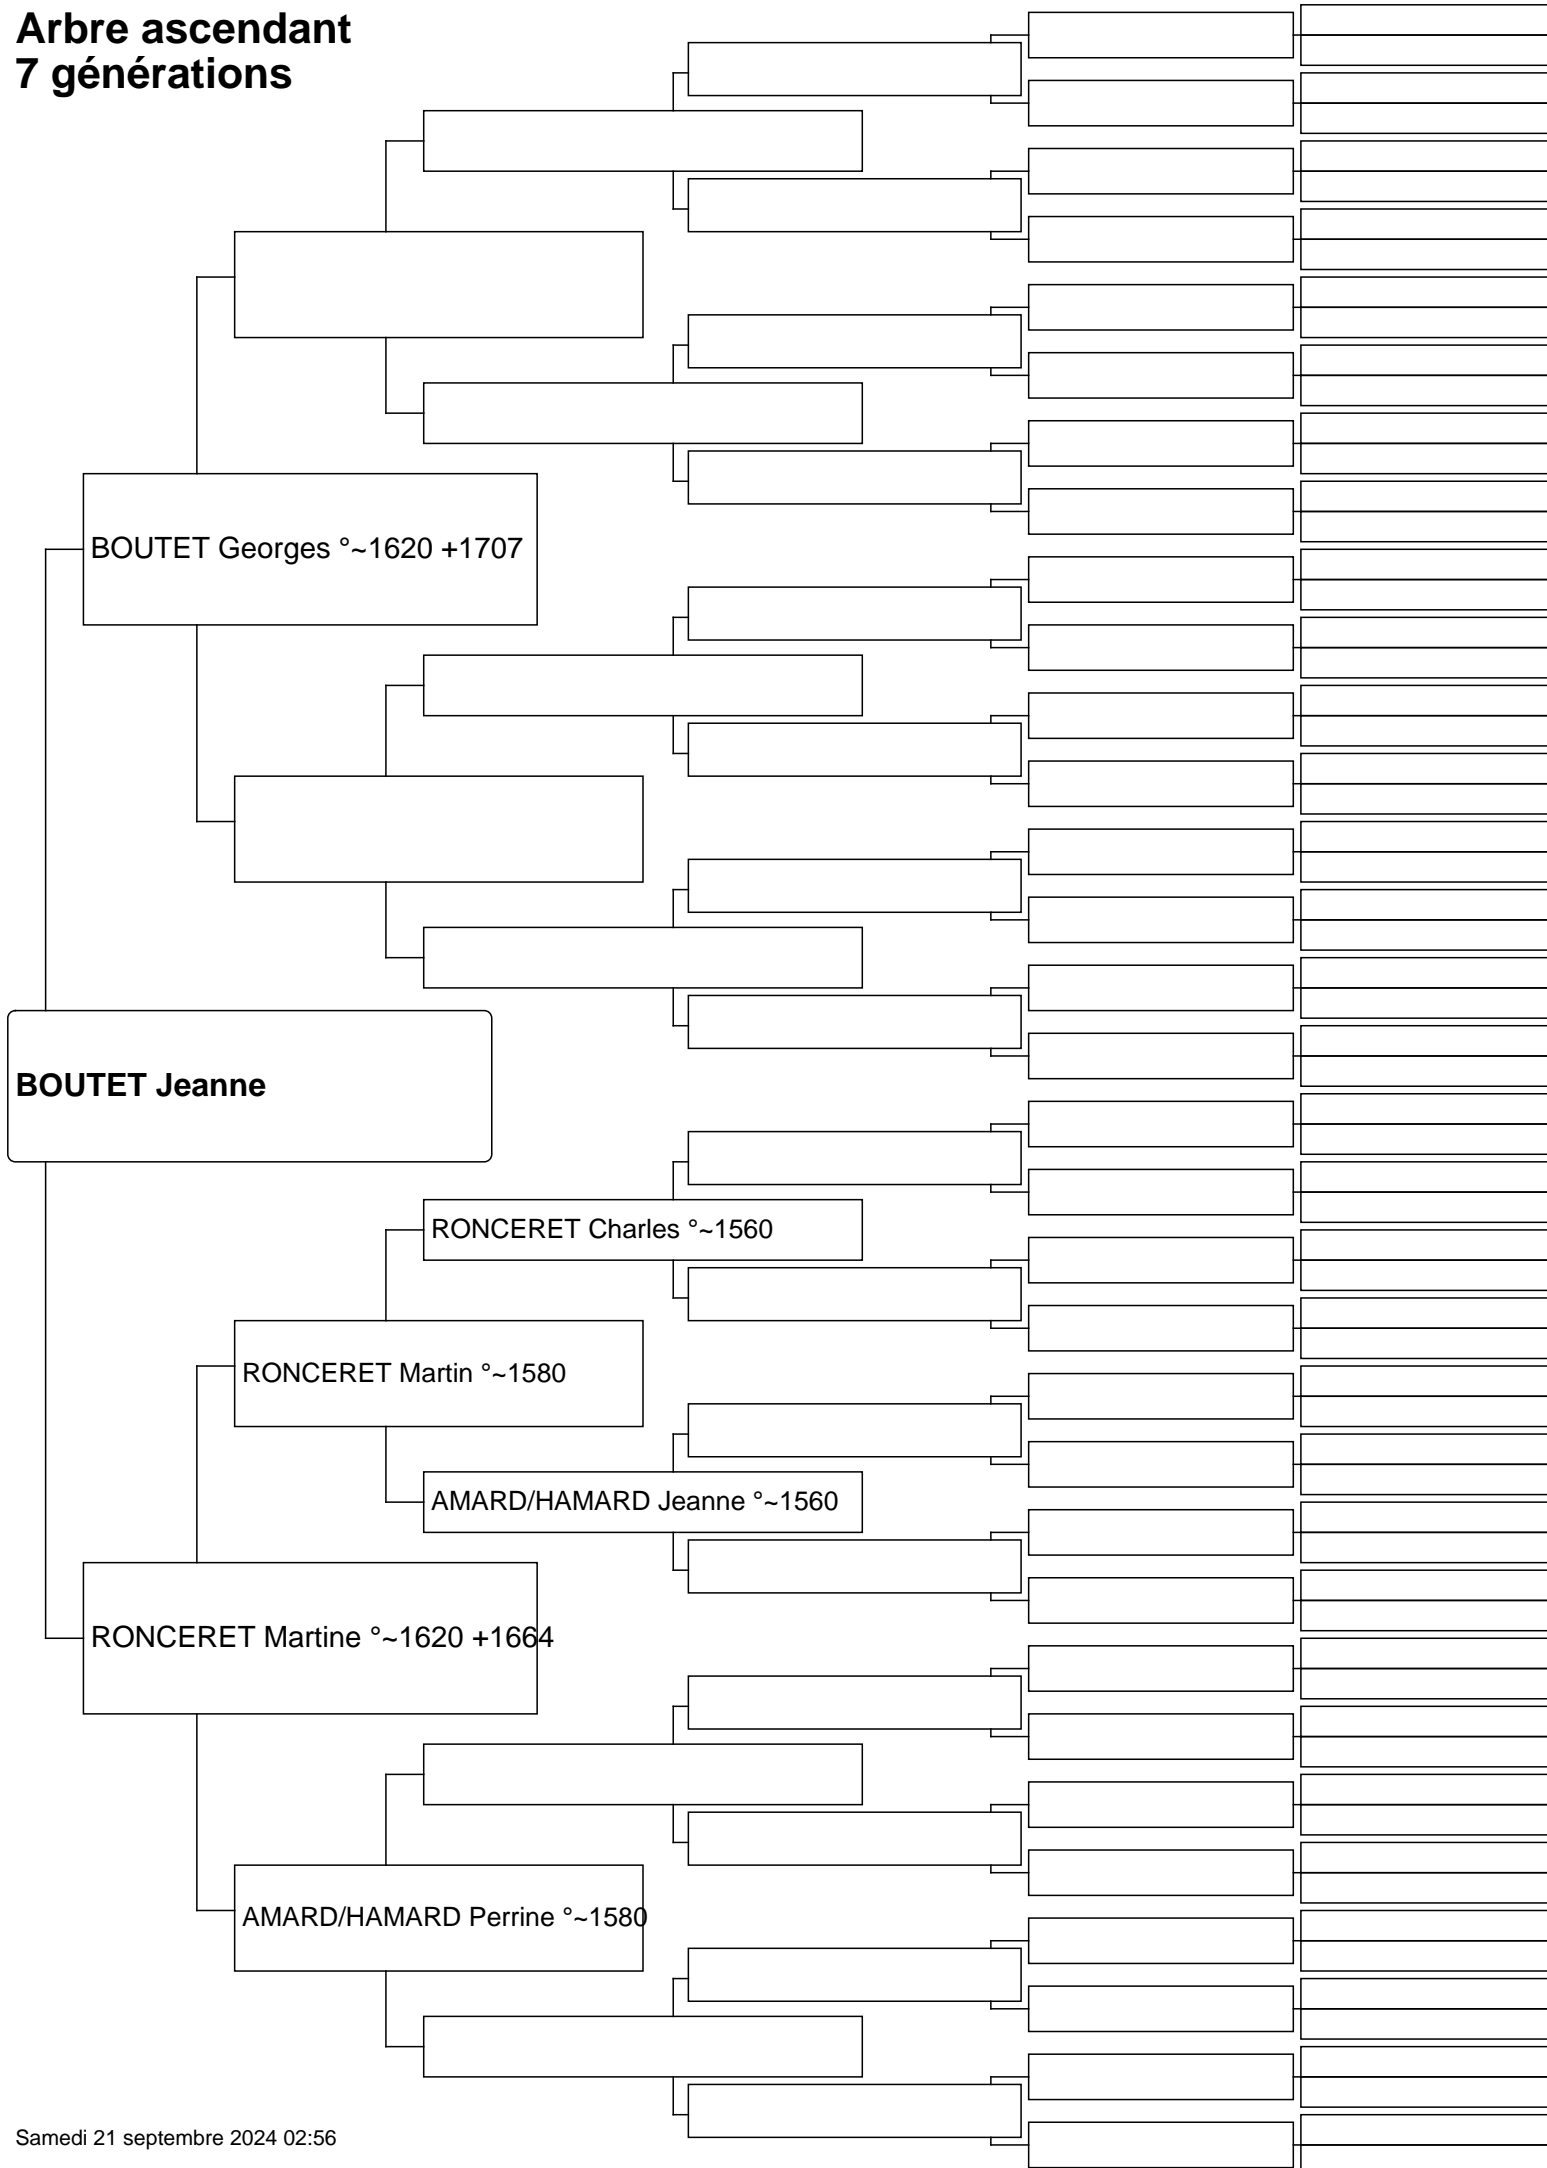 Arbre ascendant
7 générations
BOUTET Georges °~1620 +1707
BOUTET Jeanne
RONCERET Charles °~1560
RONCERET Martin °~1580
AMARD/HAMARD Jeanne °~1560
RONCERET Martine °~1620 +1664
AMARD/HAMARD Perrine °~1580
Samedi 21 septembre 2024 02:56